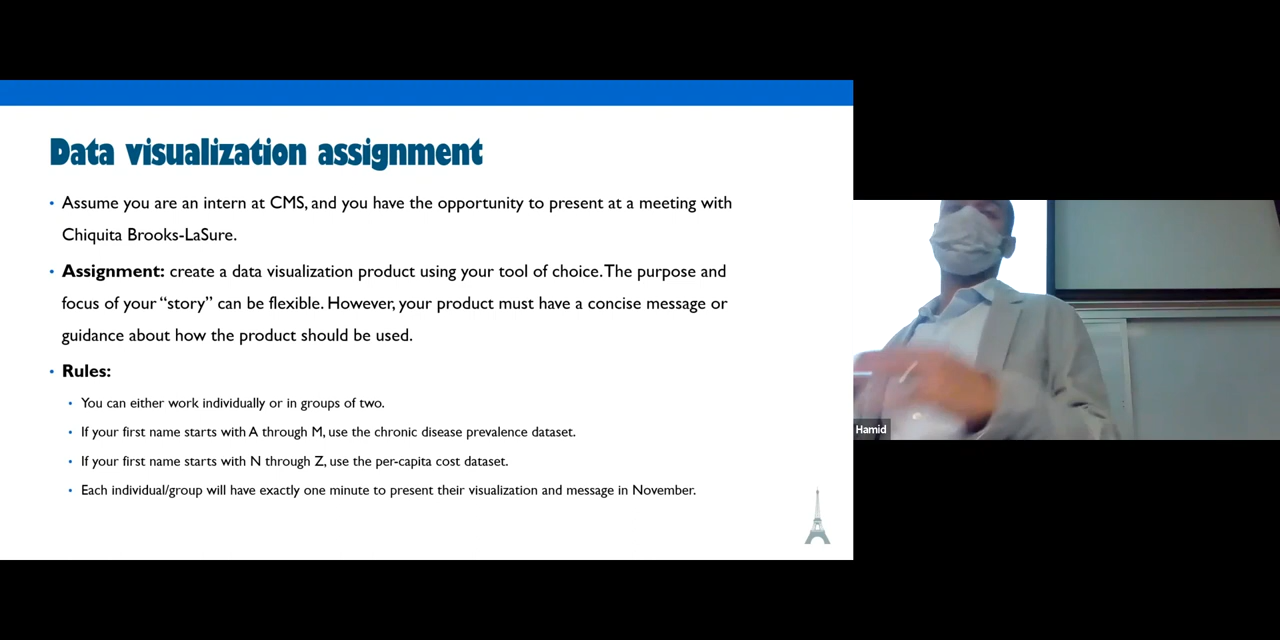 Data visualization assignment
• Assume you are an intern at CMS, and you have the opportunity to present at a meeting with
Chiquita Brooks-LaSure.
• Assignment: create a data visualization product using your tool of choice. The purpose and
focus of your “story” can be flexible. However, your product must have a concise message or
guidance about how the product should be used.
• Rules:
• You can either work individually or in groups of two.
• If your first name starts with A through M, use the chronic disease prevalence dataset.
• If your first name starts with N through Z, use the per-capita cost dataset.
• Each individual/group will have exactly one minute to present their visualization and message in November.
Hamid